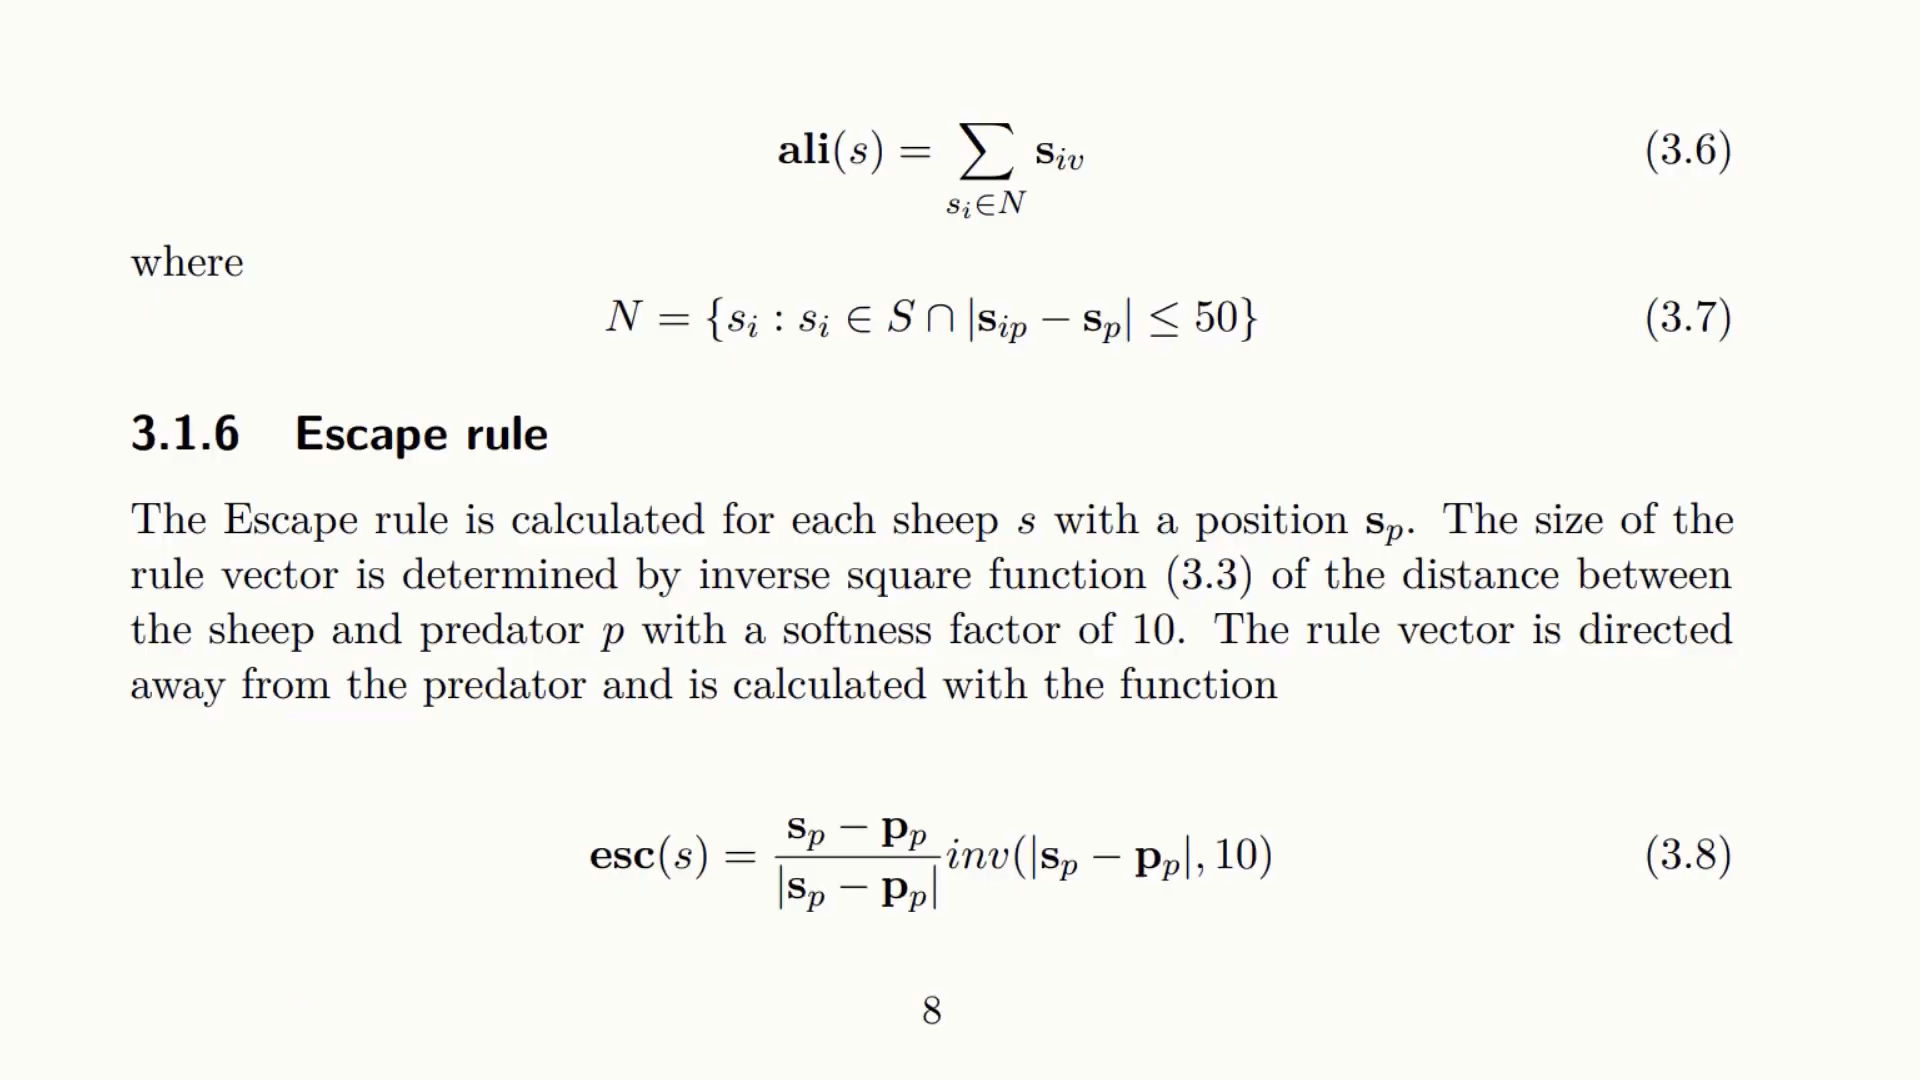 ali(s) = ∑ s_{iv} (3.6)
s_i∈N
where
N = {s_i : s_i ∈ S ∩ |s_{ip} − s_p| ≤ 50} (3.7)
3.1.6 Escape rule
The Escape rule is calculated for each sheep s with a position s_p. The size of the
rule vector is determined by inverse square function (3.3) of the distance between
the sheep and predator p with a softness factor of 10. The rule vector is directed
away from the predator and is calculated with the function
esc(s) = \frac{s_p − p_p}{|s_p − p_p|} inv(|s_p − p_p|, 10) (3.8)
8